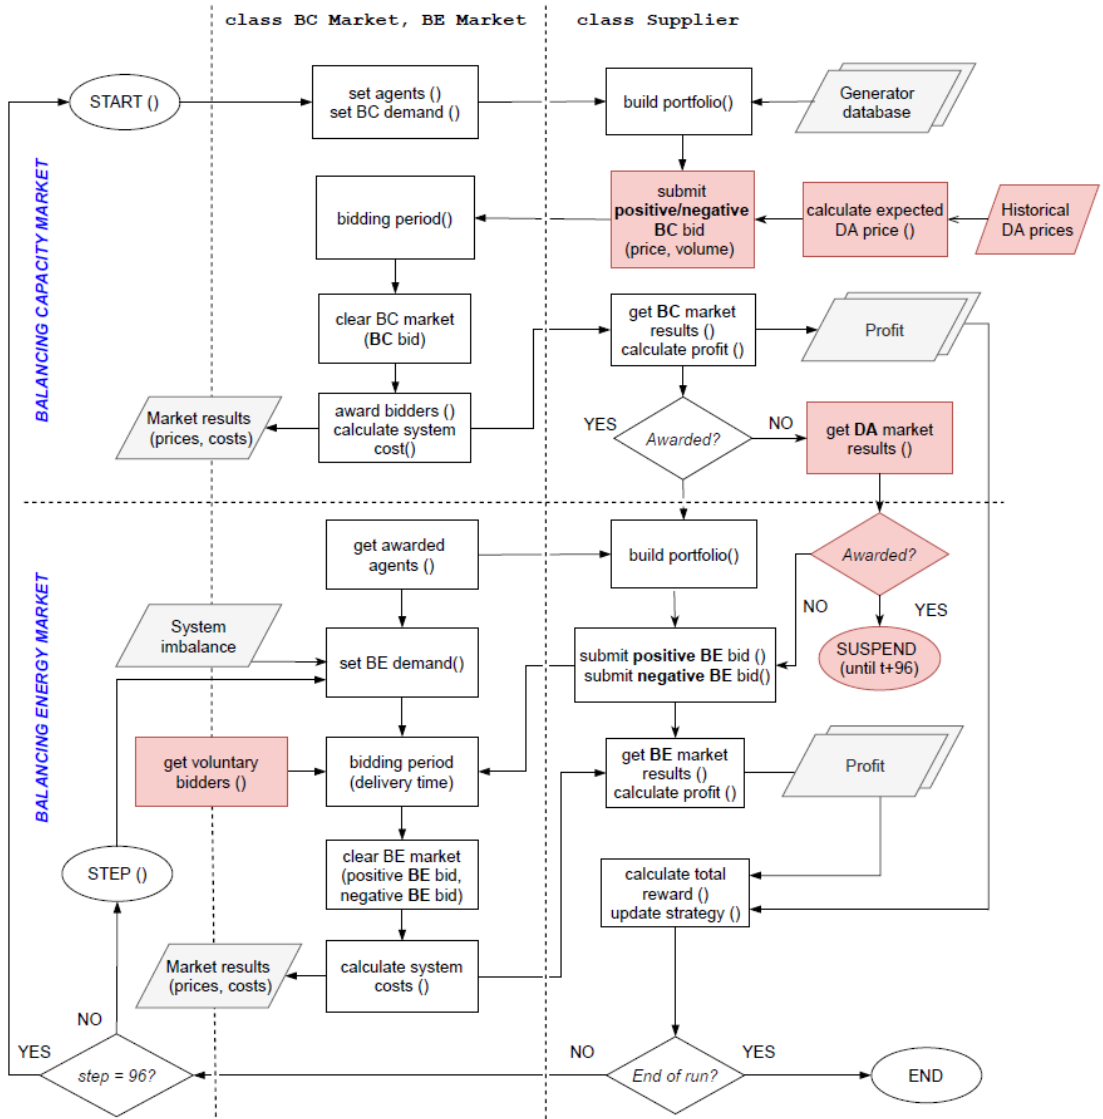 class BC Market, BE Market
class Supplier
BALANCING CAPACITY MARKET
START ()
set agents ()
set BC demand ()
build portfolio()
Generator
database
bidding period()
submit
positive/negative
BC bid
(price, volume)
calculate expected
DA price ()
Historical
DA prices
clear BC market
(BC bid)
get BC market
results ()
calculate profit ()
Profit
Market results
(prices, costs)
award bidders ()
calculate system
cost()
YES
Awarded?
NO
get DA market
results ()
BALANCING ENERGY MARKET
get awarded
agents ()
build portfolio()
Awarded?
NO
YES
SUSPEND
(until t+96)
System
imbalance
set BE demand()
submit positive BE bid ()
submit negative BE bid()
get voluntary
bidders ()
bidding period
(delivery time)
get BE market
results ()
calculate profit ()
Profit
STEP ()
clear BE market
(positive BE bid,
negative BE bid)
calculate total
reward ()
update strategy ()
Market results
(prices, costs)
calculate system
costs ()
NO
YES
step = 96?
NO
End of run?
YES
END